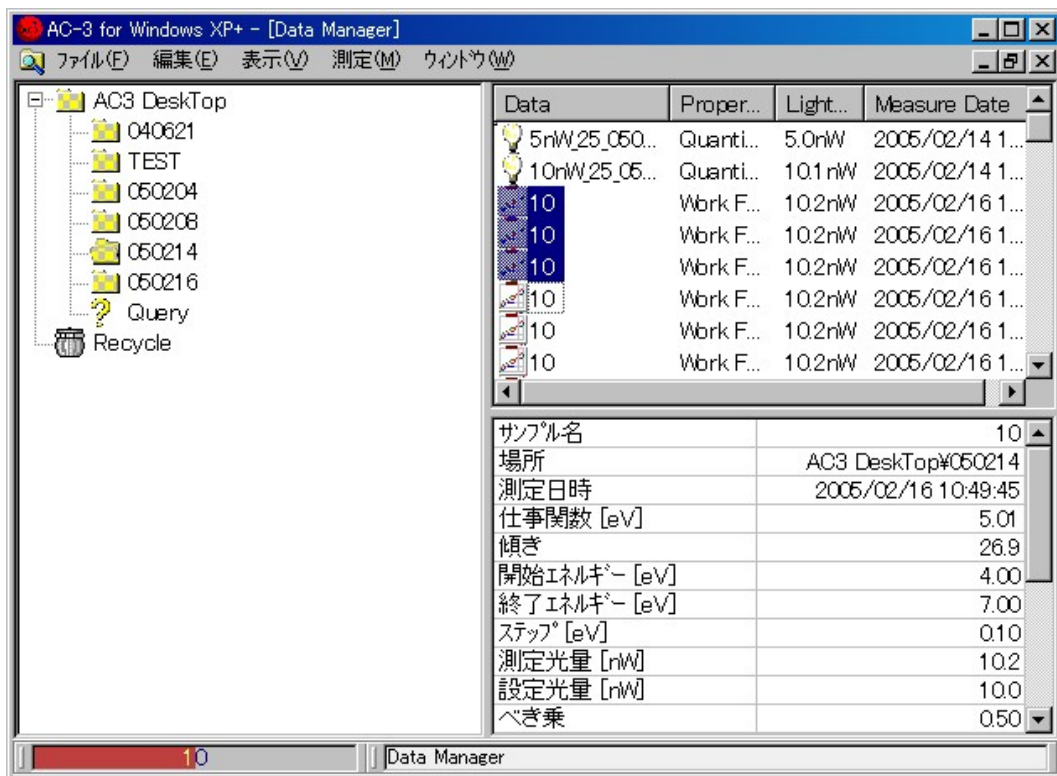 AC-3 for Windows XP+ - [Data Manager]
ファイル(F) 編集(E) 表示(V) 測定(M) ウィンドウ(W)
AC3 DeskTop
040621
TEST
050204
050208
050214
050216
Query
Recycle
Data Proper... Light... Measure Date
5nW_25_050... Quanti... 5.0nW 2005/02/14 1...
10nW_25_05... Quanti... 10.1nW 2005/02/14 1...
10 Work F... 10.2nW 2005/02/16 1...
10 Work F... 10.2nW 2005/02/16 1...
10 Work F... 10.2nW 2005/02/16 1...
10 Work F... 10.2nW 2005/02/16 1...
10 Work F... 10.2nW 2005/02/16 1...
10 Work F... 10.2nW 2005/02/16 1...
サンプル名 10
場所 AC3 DeskTop¥050214
測定日時 2005/02/16 10:49:45
仕事関数 [eV] 5.01
傾き 26.9
開始エネルギー [eV] 4.00
終了エネルギー [eV] 7.00
ステップ [eV] 0.10
測定光量 [nW] 10.2
設定光量 [nW] 10.0
べき乗 0.50
10
Data Manager